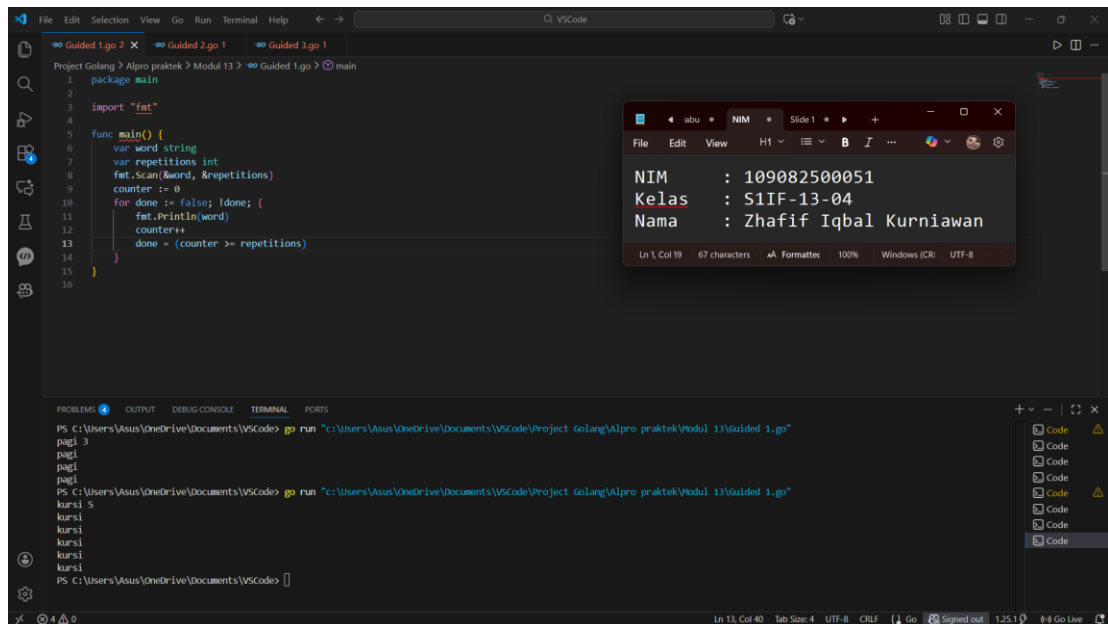 File Edit Selection View Go Run Terminal Help
VSCode
Guided 1.go 2
Guided 2.go 1
Guided 3.go 1
Project Golang > Alpro praktek > Modul 13 > Guided 1.go > main
1 package main
2
3 import "fmt"
4
5 func main() {
6 var word string
7 var repetitions int
8 fmt.Scan(&word, &repetitions)
9 counter := 0
10 for done := false; !done; {
11 fmt.Println(word)
12 counter++
13 done = (counter >= repetitions)
14 }
15 }
16
abu NIM Slide 1
File Edit View H1 B I
NIM : 109082500051
Kelas : S1IF-13-04
Nama : Zhafif Iqbal Kurniawan
Ln 1, Col 19 67 characters Formattec 100% Windows (CRI UTF-8
PROBLEMS 4 OUTPUT DEBUG CONSOLE TERMINAL PORTS
PS C:\Users\Asus\OneDrive\Documents\VSCode> go run "c:\Users\Asus\OneDrive\Documents\VSCode\Project Golang\Alpro praktek\Modul 13\Guided 1.go"
pagi 3
pagi
pagi
pagi
PS C:\Users\Asus\OneDrive\Documents\VSCode> go run "c:\Users\Asus\OneDrive\Documents\VSCode\Project Golang\Alpro praktek\Modul 13\Guided 1.go"
kursi 5
kursi
kursi
kursi
kursi
kursi
PS C:\Users\Asus\OneDrive\Documents\VSCode>
Code
Code
Code
Code
Code
Code
Code
Code
4 0
Ln 13, Col 40 Tab Size: 4 UTF-8 CRLF Go Signed out 1.25.1 Go Live